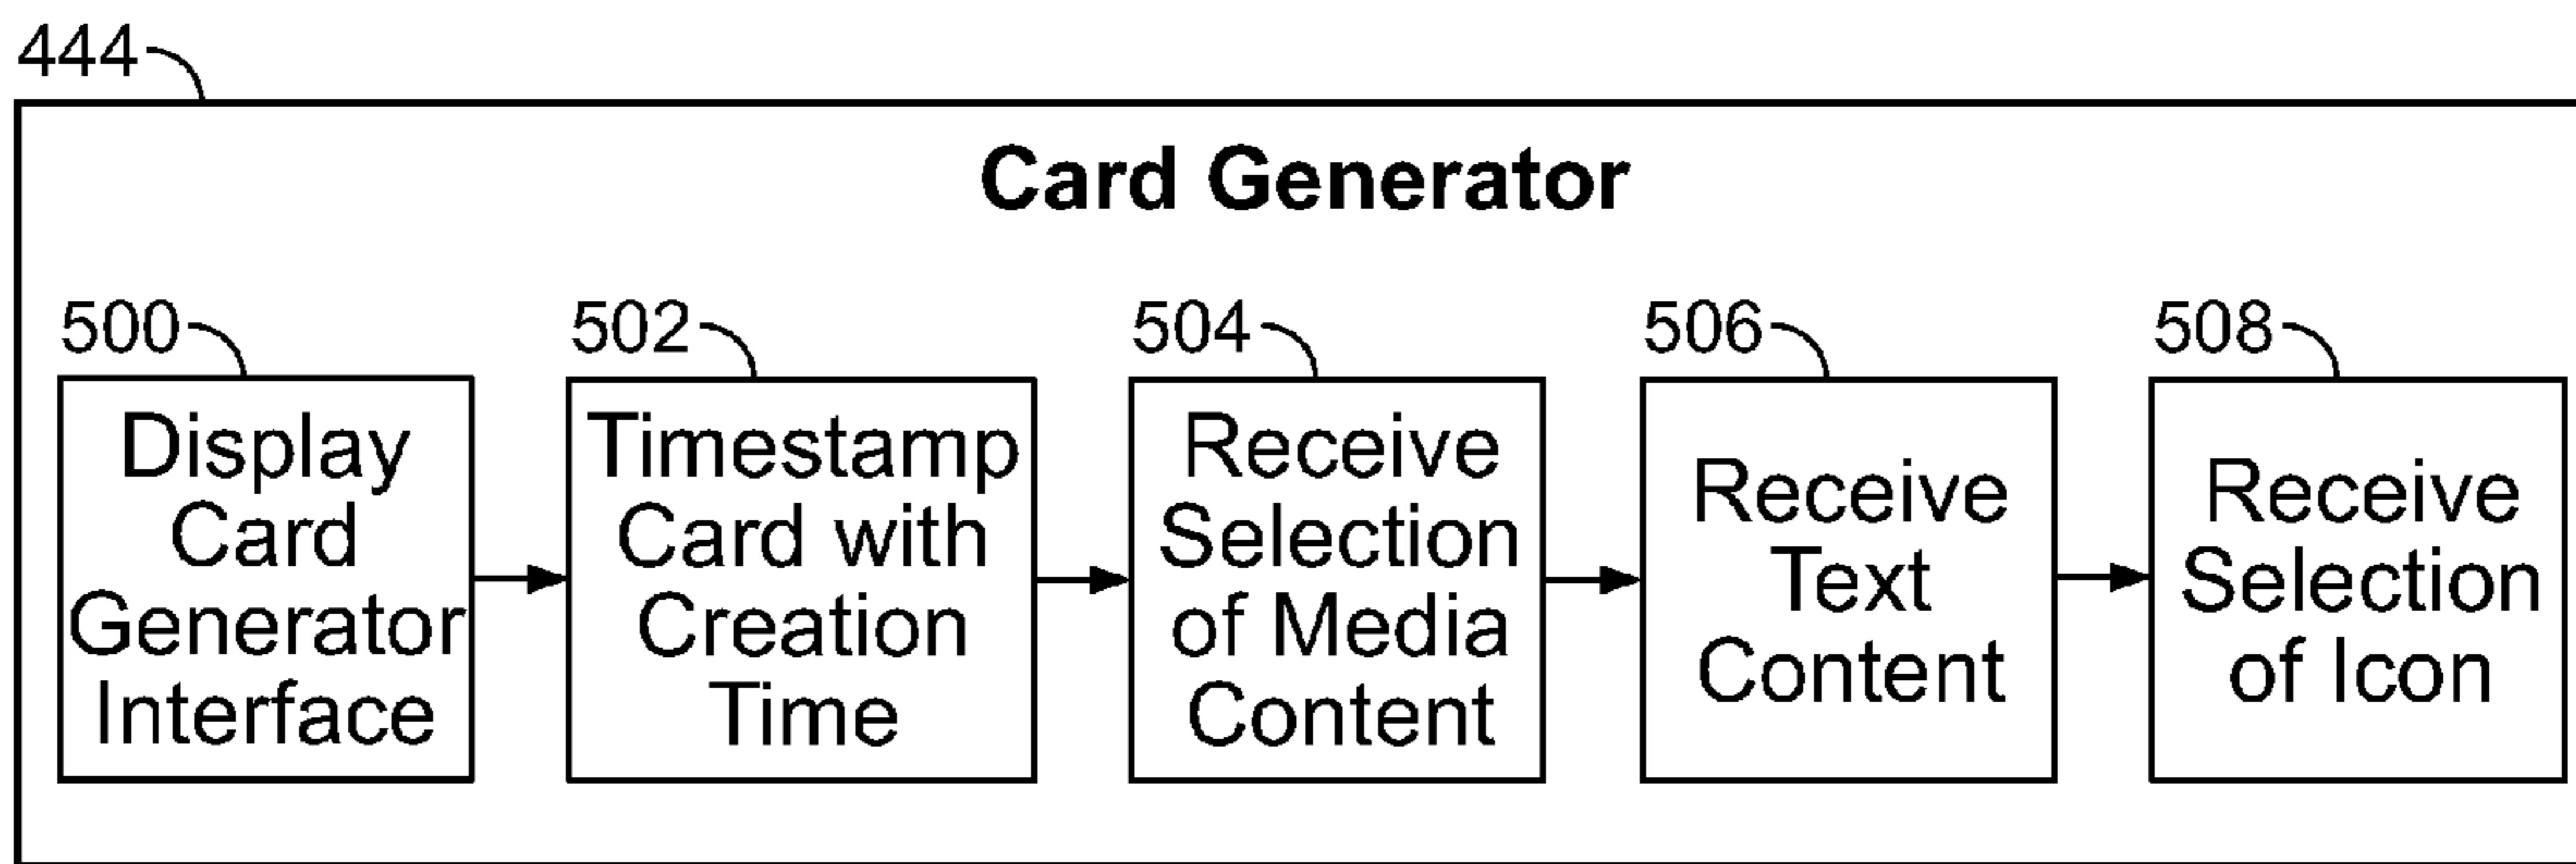 444
Card Generator
500
Display
Card
Generator
Interface
502
Timestamp
Card with
Creation
Time
504
Receive
Selection
of Media
Content
506
Receive
Text
Content
508
Receive
Selection
of Icon